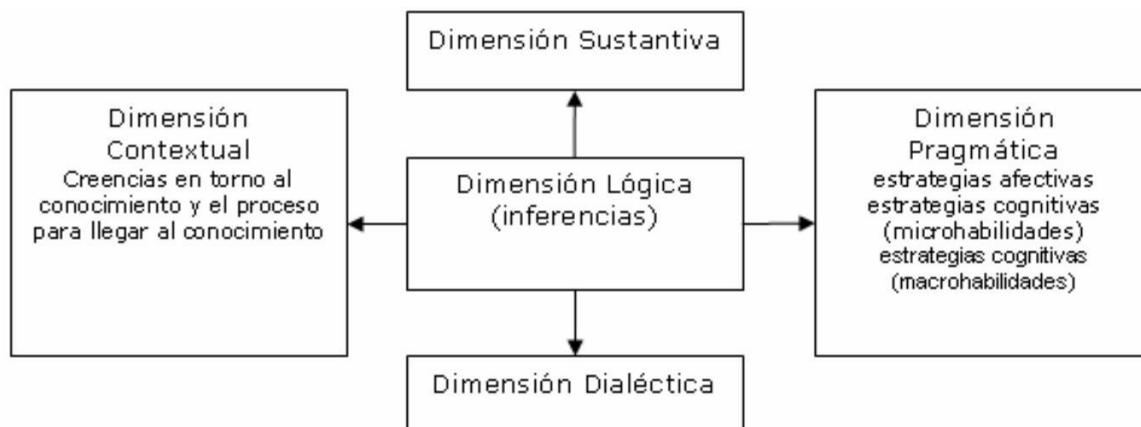 Dimensión Sustantiva
Dimensión
Contextual
Creencias en torno al
conocimiento y el proceso
para llegar al conocimiento
Dimensión Lógica
(inferencias)
Dimensión
Pragmática
estrategias afectivas
estrategias cognitivas
(microhabilidades)
estrategias cognitivas
(macrohabilidades)
Dimensión Dialéctica